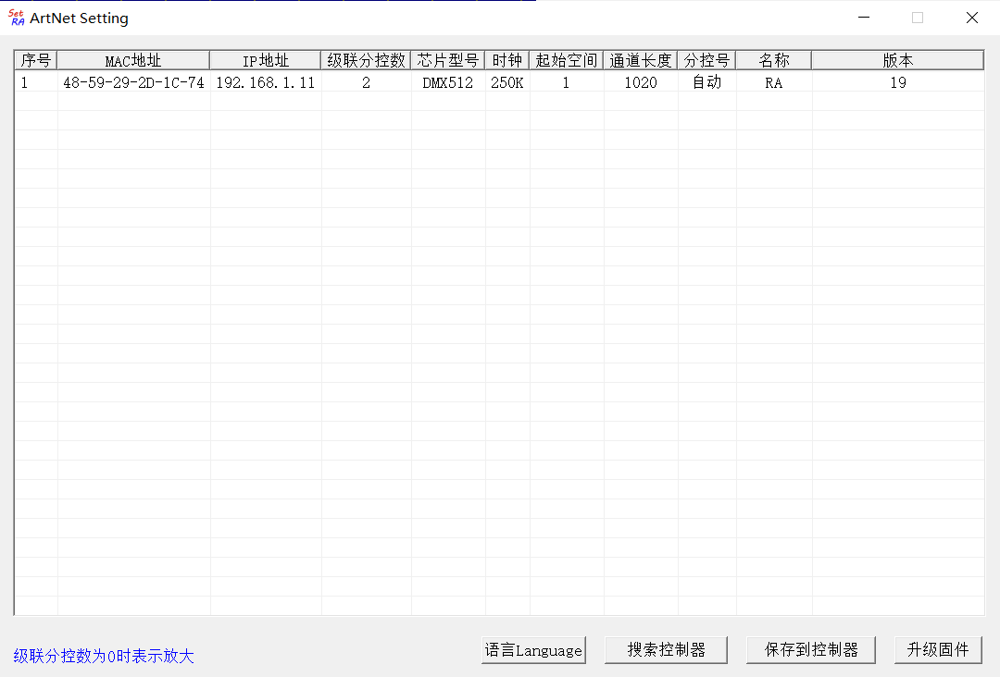 Set RA ArtNet Setting
序号 MAC地址 IP地址 级联分控数 芯片型号 时钟 起始空间 通道长度 分控号 名称 版本
1 48-59-29-2D-1C-74 192.168.1.11 2 DMX512 250K 1 1020 自动 RA 19
级联分控数为0时表示放大 语言Language 搜索控制器 保存到控制器 升级固件